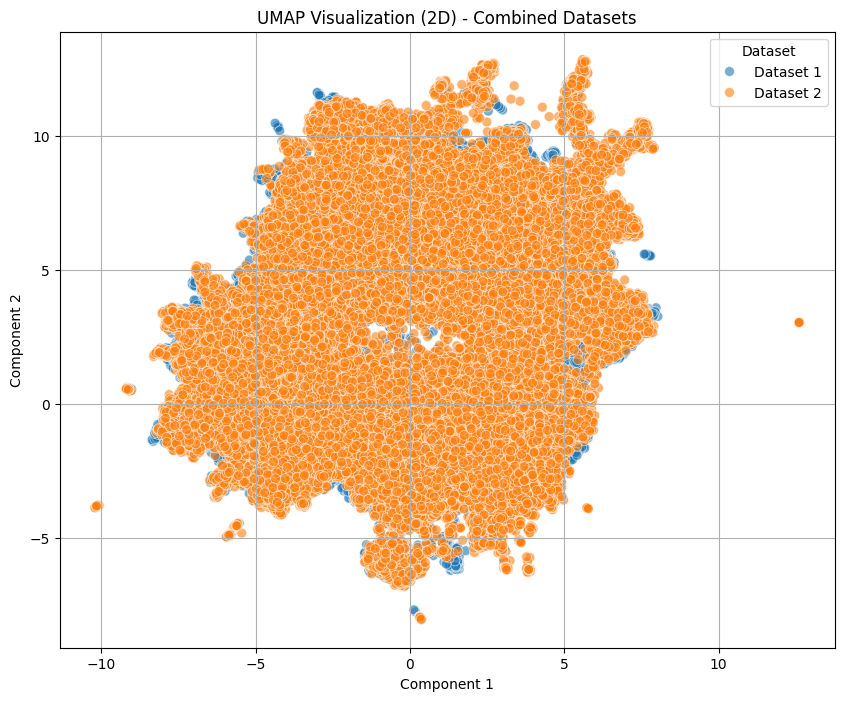 UMAP Visualization (2D) - Combined Datasets
Dataset
Dataset 1
Dataset 2
10
5
0
−5
Component 2
−10
−5
0
5
10
Component 1